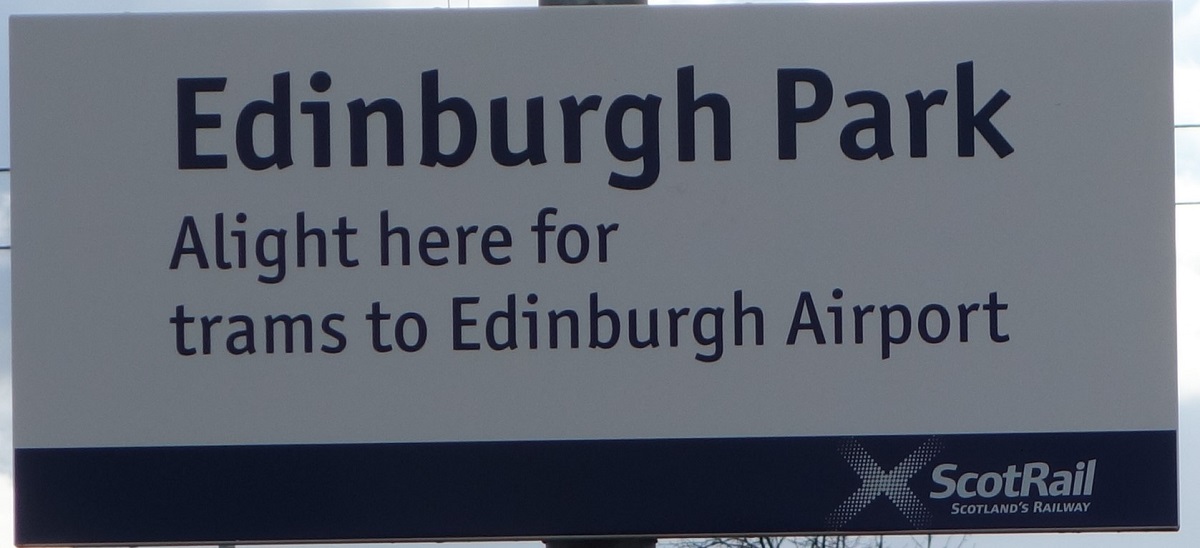 Edinburgh Park
Alight here for
trams to Edinburgh Airport
ScotRail
SCOTLAND'S RAILWAY